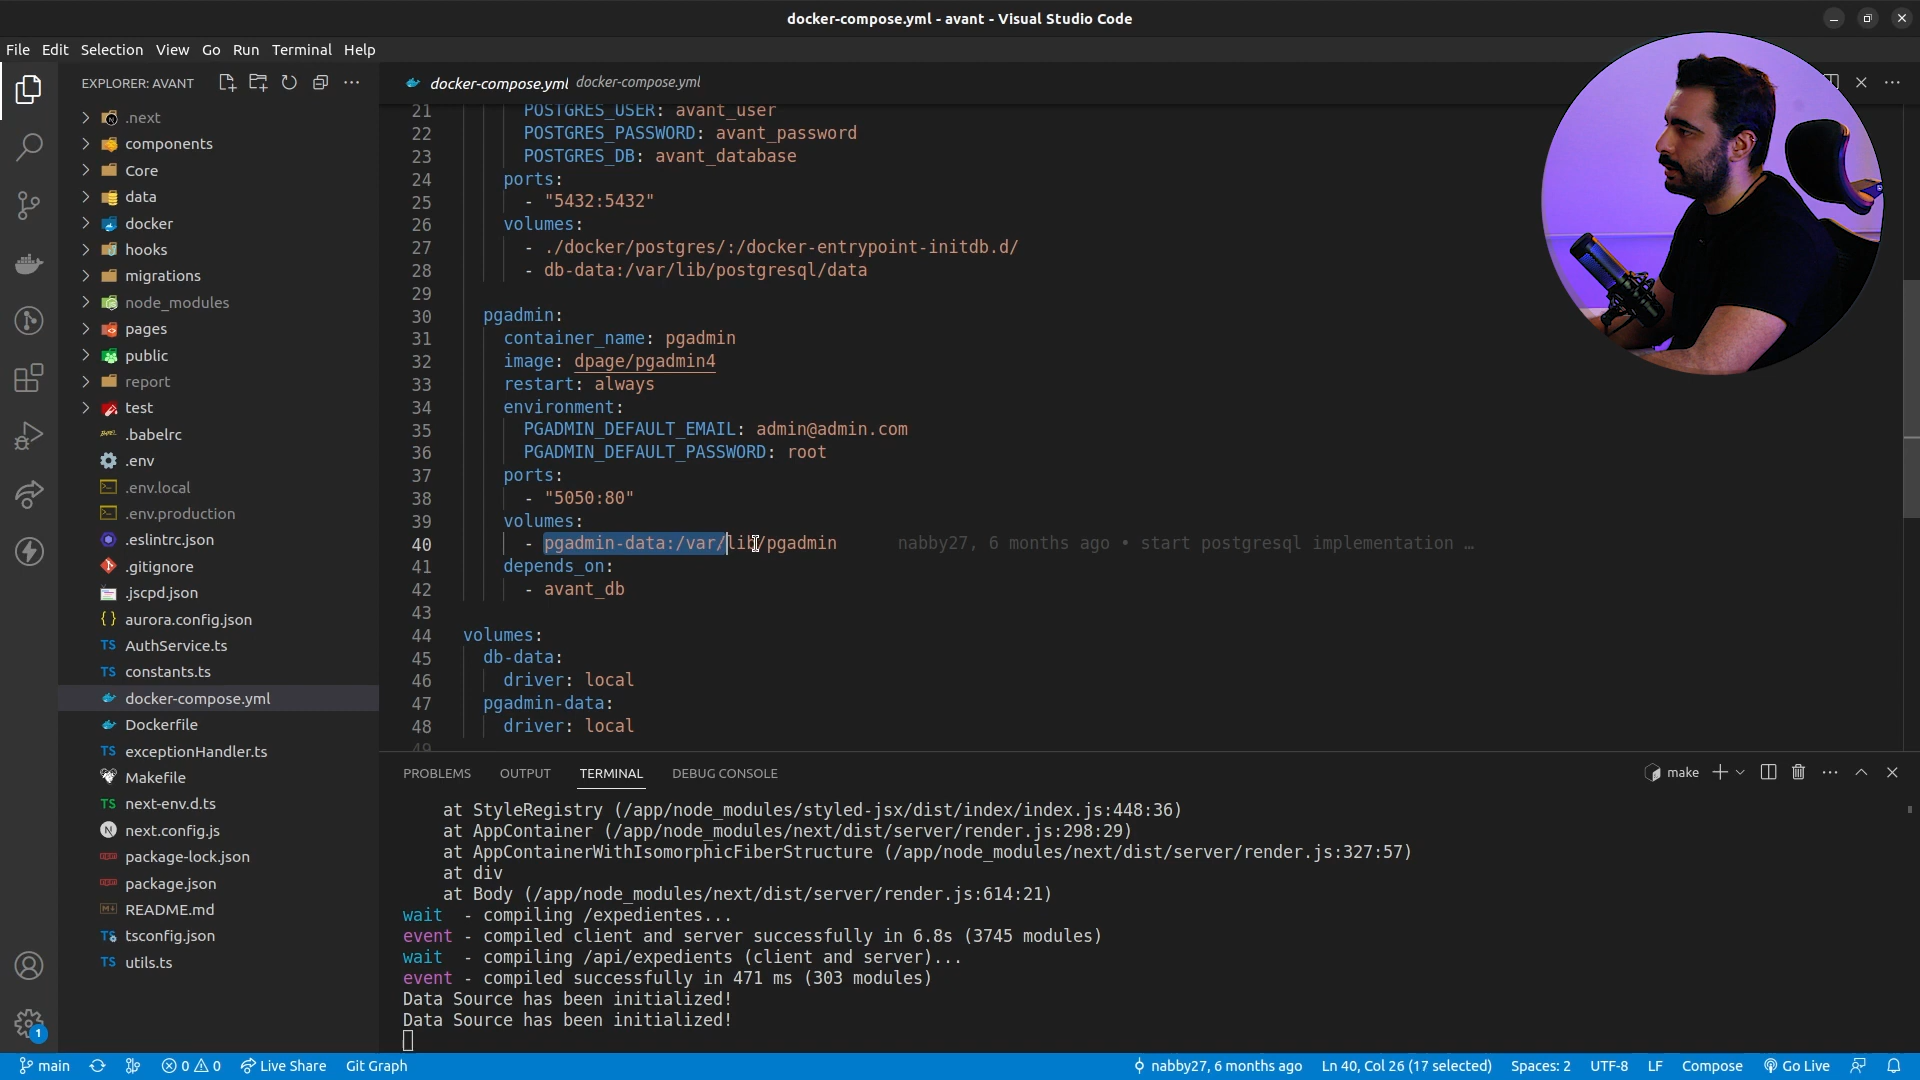 docker-compose.yml - avant - Visual Studio Code
File Edit Selection View Go Run Terminal Help
EXPLORER: AVANT
docker-compose.yml docker-compose.yml
.next
components
Core
data
docker
hooks
migrations
node_modules
pages
public
report
test
.babelrc
.env
.env.local
.env.production
.eslintrc.json
.gitignore
.jscpd.json
aurora.config.json
TS AuthService.ts
TS constants.ts
docker-compose.yml
Dockerfile
TS exceptionHandler.ts
Makefile
TS next-env.d.ts
N next.config.js
package-lock.json
package.json
README.md
TS tsconfig.json
TS utils.ts
21 POSTGRES_USER: avant_user
22 POSTGRES_PASSWORD: avant_password
23 POSTGRES_DB: avant_database
24 ports:
25 - "5432:5432"
26 volumes:
27 - ./docker/postgres/:/docker-entrypoint-initdb.d/
28 - db-data:/var/lib/postgresql/data
29
30 pgadmin:
31 container_name: pgadmin
32 image: dpage/pgadmin4
33 restart: always
34 environment:
35 PGADMIN_DEFAULT_EMAIL: admin@admin.com
36 PGADMIN_DEFAULT_PASSWORD: root
37 ports:
38 - "5050:80"
39 volumes:
40 - pgadmin-data:/var/lib/pgadmin nabby27, 6 months ago • start postgresql implementation …
41 depends_on:
42 - avant_db
43
44 volumes:
45 db-data:
46 driver: local
47 pgadmin-data:
48 driver: local
49
PROBLEMS OUTPUT TERMINAL DEBUG CONSOLE
make
at StyleRegistry (/app/node_modules/styled-jsx/dist/index/index.js:448:36)
at AppContainer (/app/node_modules/next/dist/server/render.js:298:29)
at AppContainerWithIsomorphicFiberStructure (/app/node_modules/next/dist/server/render.js:327:57)
at div
at Body (/app/node_modules/next/dist/server/render.js:614:21)
wait - compiling /expedientes...
event - compiled client and server successfully in 6.8s (3745 modules)
wait - compiling /api/expedients (client and server)...
event - compiled successfully in 471 ms (303 modules)
Data Source has been initialized!
Data Source has been initialized!
1
main 0 0 Live Share Git Graph
nabby27, 6 months ago Ln 40, Col 26 (17 selected) Spaces: 2 UTF-8 LF Compose Go Live